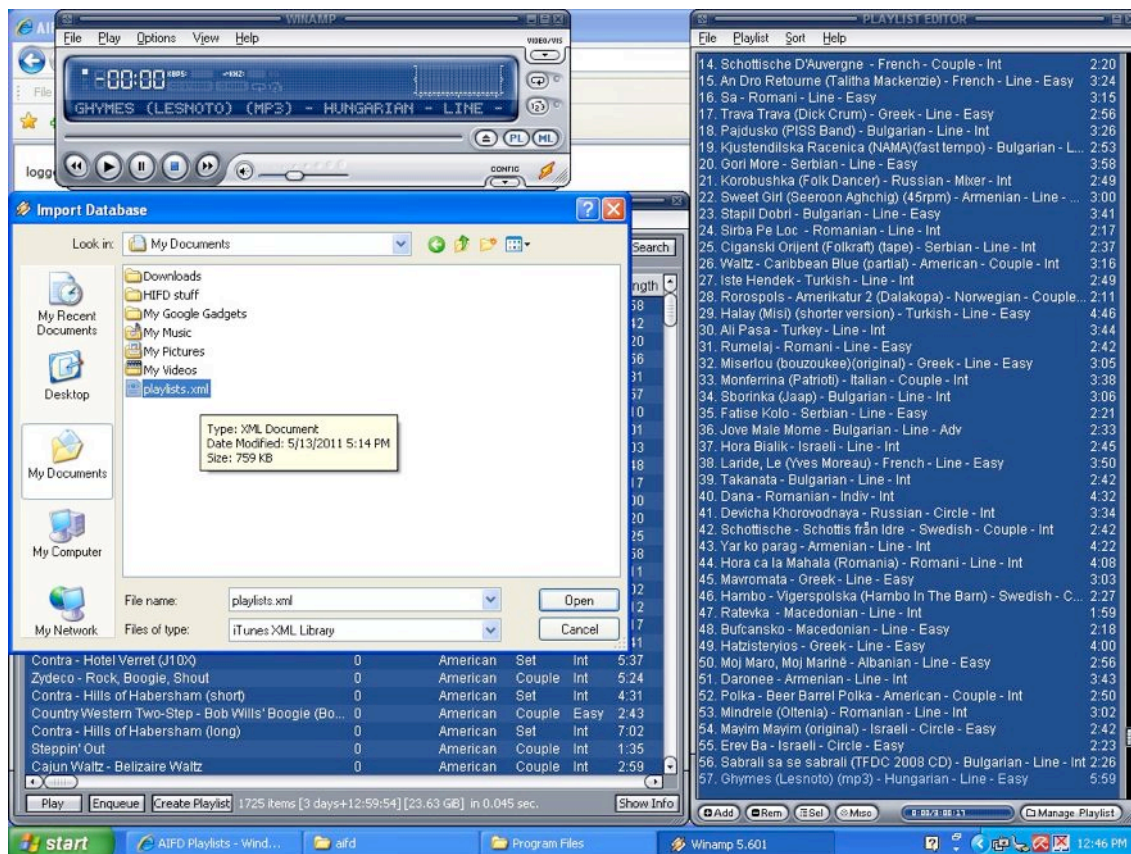 WINAMP
File Play Options View Help
VIDEO/VIS
-00:00 KBPS: KHZ:
GHYMES (LESNOTO) (MP3) - HUNGARIAN - LINE -
PL ML
CONFIG
Import Database
Look in: My Documents
Search
My Recent Documents
Desktop
My Documents
My Computer
My Network
Downloads
HIFD stuff
My Google Gadgets
My Music
My Pictures
My Videos
playlists.xml
Type: XML Document
Date Modified: 5/13/2011 5:14 PM
Size: 759 KB
File name: playlists.xml Open
Files of type: iTunes XML Library Cancel
Contra - Hotel Verret (J10X) 0 American Set Int 5:37
Zydeco - Rock, Boogie, Shout 0 American Couple Int 5:24
Contra - Hills of Habersham (short) 0 American Set Int 4:31
Country Western Two-Step - Bob Wills' Boogie (Bo... 0 American Couple Easy 2:43
Contra - Hills of Habersham (long) 0 American Set Int 7:02
Steppin' Out 0 American Couple Int 1:35
Cajun Waltz - Belizaire Waltz 0 American Couple Int 2:59
Play Enqueue Create Playlist 1725 items [3 days+12:59:54] [23.63 GB] in 0.045 sec. Show Info
PLAYLIST EDITOR
File Playlist Sort Help
14. Schottische D'Auvergne - French - Couple - Int 2:20
15. An Dro Retourne (Talitha Mackenzie) - French - Line - Easy 3:24
16. Sa - Romani - Line - Easy 3:15
17. Trava Trava (Dick Crum) - Greek - Line - Easy 2:56
18. Pajdusko (PISS Band) - Bulgarian - Line - Int 3:26
19. Kjustendilska Racenica (NAMA)(fast tempo) - Bulgarian - L... 2:53
20. Gori More - Serbian - Line - Easy 3:58
21. Korobushka (Folk Dancer) - Russian - Mixer - Int 2:49
22. Sweet Girl (Seeroon Aghchig) (45rpm) - Armenian - Line - ... 3:00
23. Stapil Dobri - Bulgarian - Line - Easy 3:41
24. Sirba Pe Loc - Romanian - Line - Int 2:17
25. Ciganski Orijent (Folkraft) (tape) - Serbian - Line - Int 2:37
26. Waltz - Caribbean Blue (partial) - American - Couple - Int 3:16
27. Iste Hendek - Turkish - Line - Int 2:49
28. Rorospols - Amerikatur 2 (Dalakopa) - Norwegian - Couple... 2:11
29. Halay (Misi) (shorter version) - Turkish - Line - Easy 4:46
30. Ali Pasa - Turkey - Line - Int 3:44
31. Rumelaj - Romani - Line - Easy 2:42
32. Miserlou (bouzoukee)(original) - Greek - Line - Easy 3:05
33. Monferrina (Patrioti) - Italian - Couple - Int 3:38
34. Sborinka (Jaap) - Bulgarian - Line - Int 3:06
35. Fatise Kolo - Serbian - Line - Easy 2:21
36. Jove Male Mome - Bulgarian - Line - Adv 2:33
37. Hora Bialik - Israeli - Line - Int 2:45
38. Laride, Le (Yves Moreau) - French - Line - Easy 3:50
39. Takanata - Bulgarian - Line - Int 2:42
40. Dana - Romanian - Indiv - Int 4:32
41. Devicha Khorovodnaya - Russian - Circle - Int 3:34
42. Schottische - Schottis från Idre - Swedish - Couple - Int 2:42
43. Yar ko parag - Armenian - Line - Int 4:22
44. Hora ca la Mahala (Romania) - Romani - Line - Int 4:08
45. Mavromata - Greek - Line - Easy 3:03
46. Hambo - Vigerspolska (Hambo In The Barn) - Swedish - C... 2:27
47. Ratevka - Macedonian - Line - Int 1:59
48. Bufcansko - Macedonian - Line - Easy 2:18
49. Hatzisteryios - Greek - Line - Easy 4:00
50. Moj Maro, Moj Marinë - Albanian - Line - Easy 2:56
51. Daronee - Armenian - Line - Int 3:43
52. Polka - Beer Barrel Polka - American - Couple - Int 2:50
53. Mindrele (Oltenia) - Romanian - Line - Int 3:02
54. Mayim Mayim (original) - Israeli - Circle - Easy 2:42
55. Erev Ba - Israeli - Circle - Easy 2:23
56. Sabrali sa se sabrali (TFDC 2008 CD) - Bulgarian - Line - Int 2:26
57. Ghymes (Lesnoto) (mp3) - Hungarian - Line - Easy 5:59
Add Rem Sel Misc Manage Playlist
start AIFD Playlists - Wind... aifd Program Files Winamp 5.601 12:46 PM